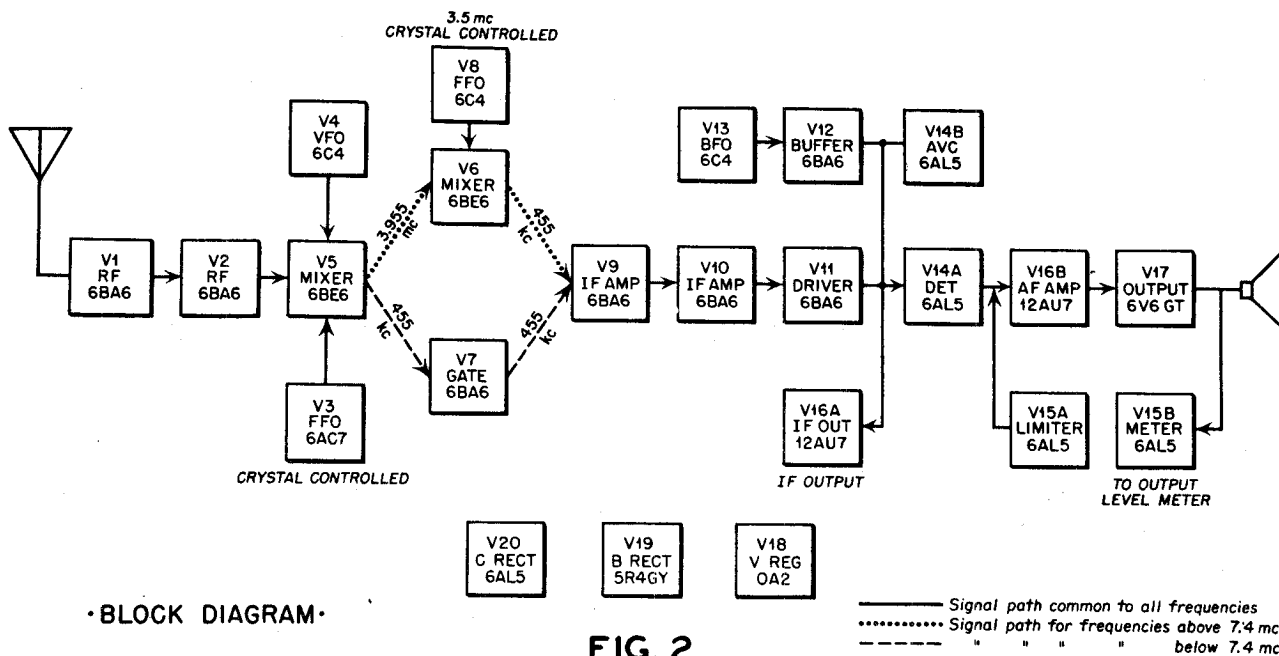 3.5 mc
CRYSTAL CONTROLLED
V8
FFO
6C4
V4
VFO
6C4
V13
BFO
6C4
V12
BUFFER
6BA6
V14B
AVC
6AL5
V6
MIXER
6BE6
3.955
mc
455
kc
V1
RF
6BA6
V2
RF
6BA6
V5
MIXER
6BE6
V9
IF AMP
6BA6
V10
IF AMP
6BA6
V11
DRIVER
6BA6
V14A
DET
6AL5
V16B
AF AMP
12AU7
V17
OUTPUT
6V6 GT
455
kc
455
kc
V7
GATE
6BA6
V3
FFO
6AC7
CRYSTAL CONTROLLED
V16A
IF OUT
12AU7
IF OUTPUT
V15A
LIMITER
6AL5
V15B
METER
6AL5
TO OUTPUT
LEVEL METER
V20
C RECT
6AL5
V19
B RECT
5R4GY
V18
V REG
OA2
·BLOCK DIAGRAM·
FIG. 2
Signal path common to all frequencies
Signal path for frequencies above 7.4 mc
" " " " below 7.4 mc